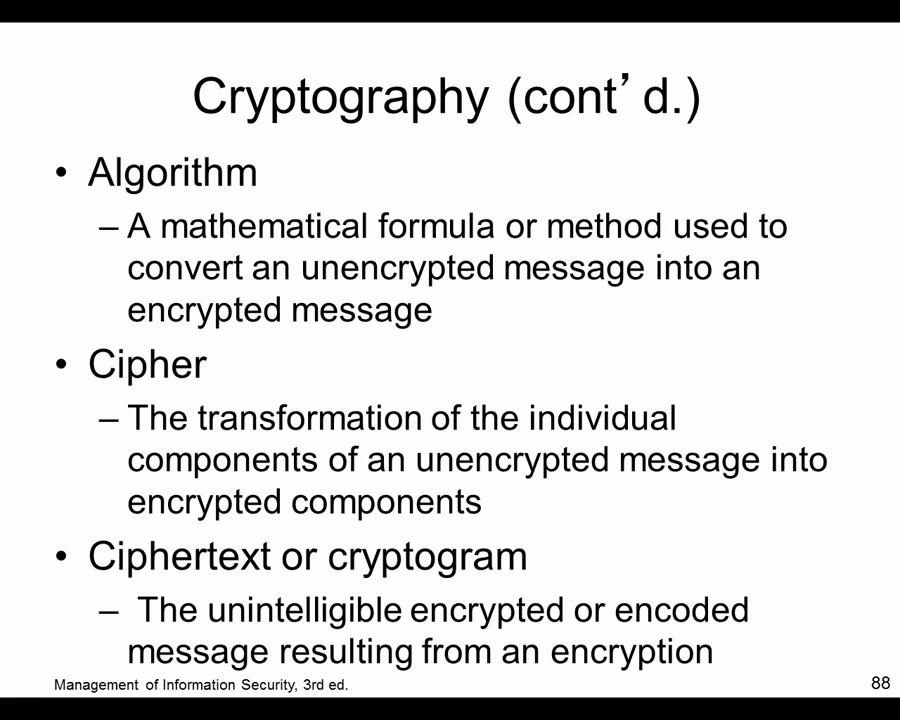 Cryptography (cont’d.)
• Algorithm
– A mathematical formula or method used to
convert an unencrypted message into an
encrypted message
• Cipher
– The transformation of the individual
components of an unencrypted message into
encrypted components
• Ciphertext or cryptogram
– The unintelligible encrypted or encoded
message resulting from an encryption
Management of Information Security, 3rd ed.
88